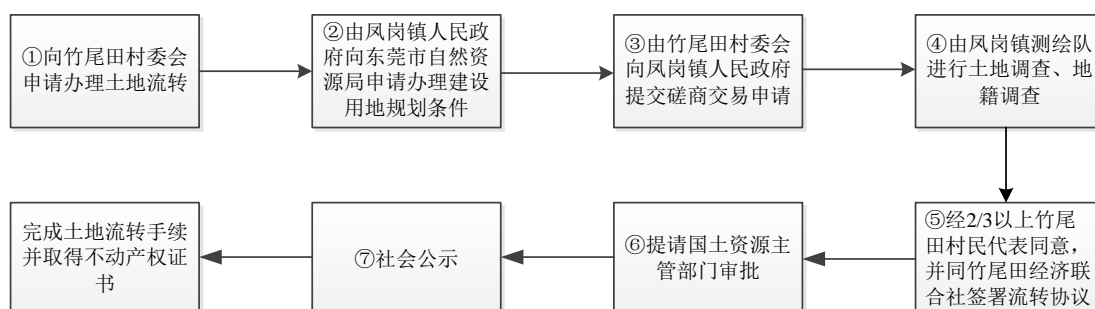 ①向竹尾田村委会
申请办理土地流转
②由凤岗镇人民政
府向东莞市自然资
源局申请办理建设
用地规划条件
③由竹尾田村委会
向凤岗镇人民政府
提交磋商交易申请
④由凤岗镇测绘队
进行土地调查、地
籍调查
⑤经2/3以上竹尾
田村民代表同意，
并同竹尾田经济联
合社签署流转协议
⑥提请国土资源主
管部门审批
⑦社会公示
完成土地流转手续
并取得不动产权证
书